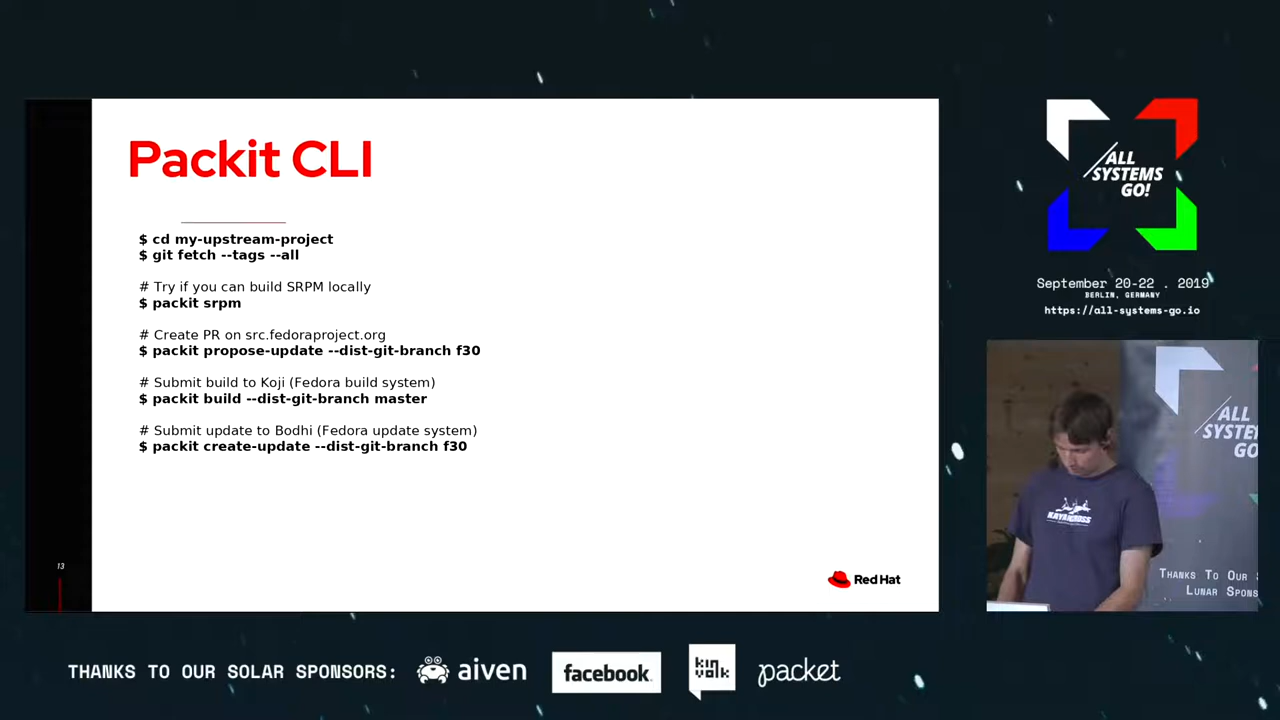 Packit CLI
$ cd my-upstream-project
$ git fetch --tags --all
# Try if you can build SRPM locally
$ packit srpm
# Create PR on src.fedoraproject.org
$ packit propose-update --dist-git-branch f30
# Submit build to Koji (Fedora build system)
$ packit build --dist-git-branch master
# Submit update to Bodhi (Fedora update system)
$ packit create-update --dist-git-branch f30
13
Red Hat
ALL
SYSTEMS
GO!
September 20-22 . 2019
BERLIN, GERMANY
https://all-systems-go.io
ALL
SYSTE
GO
KAYAKCROSS
THANKS TO OUR S
LUNAR SPONS
THANKS TO OUR SOLAR SPONSORS:
aiven
facebook.
kinvolk
packet